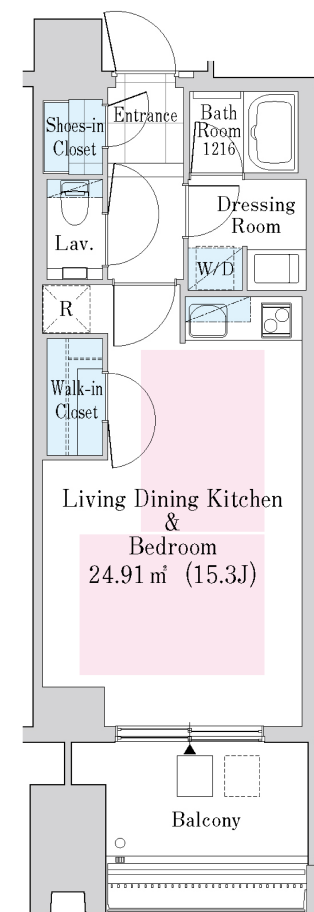 Entrance
Bath
Room
1216
Shoes-in
Closet
Dressing
Room
Lav.
W/D
R
Walk-in
Closet
Living Dining Kitchen
&
Bedroom
24.91㎡ (15.3J)
Balcony